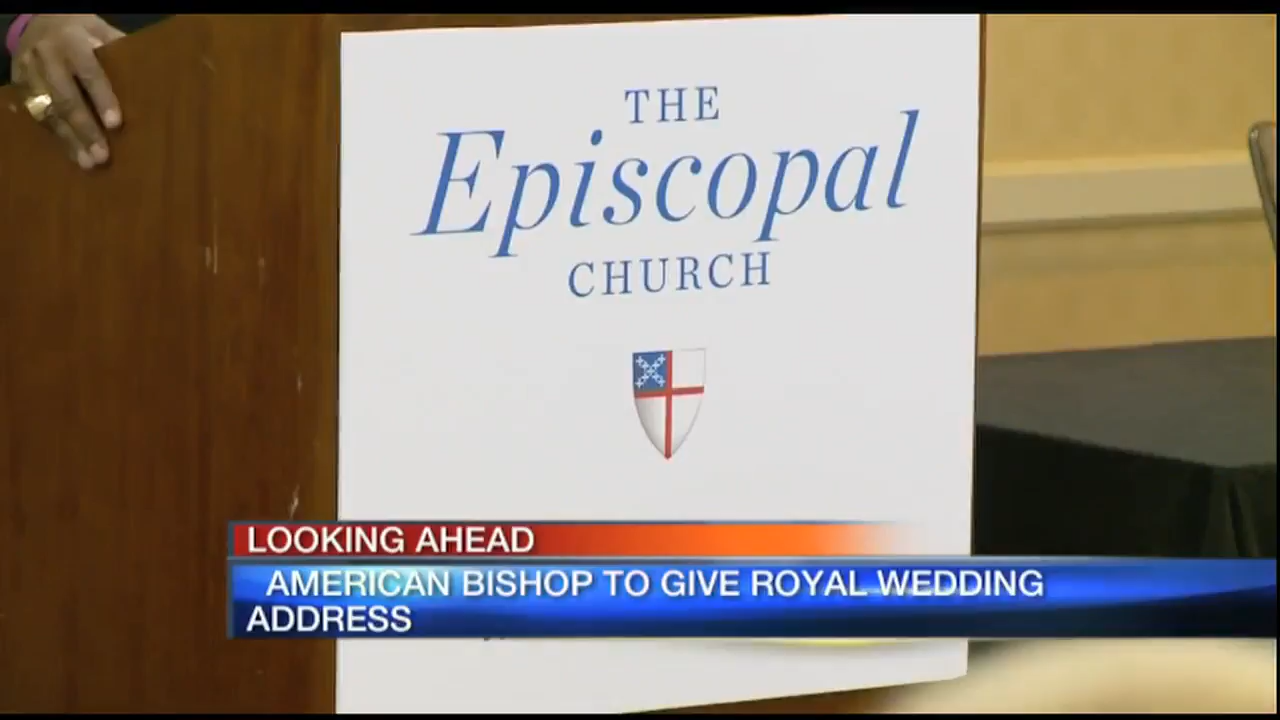 THE
Episcopal
CHURCH
LOOKING AHEAD
AMERICAN BISHOP TO GIVE ROYAL WEDDING
ADDRESS